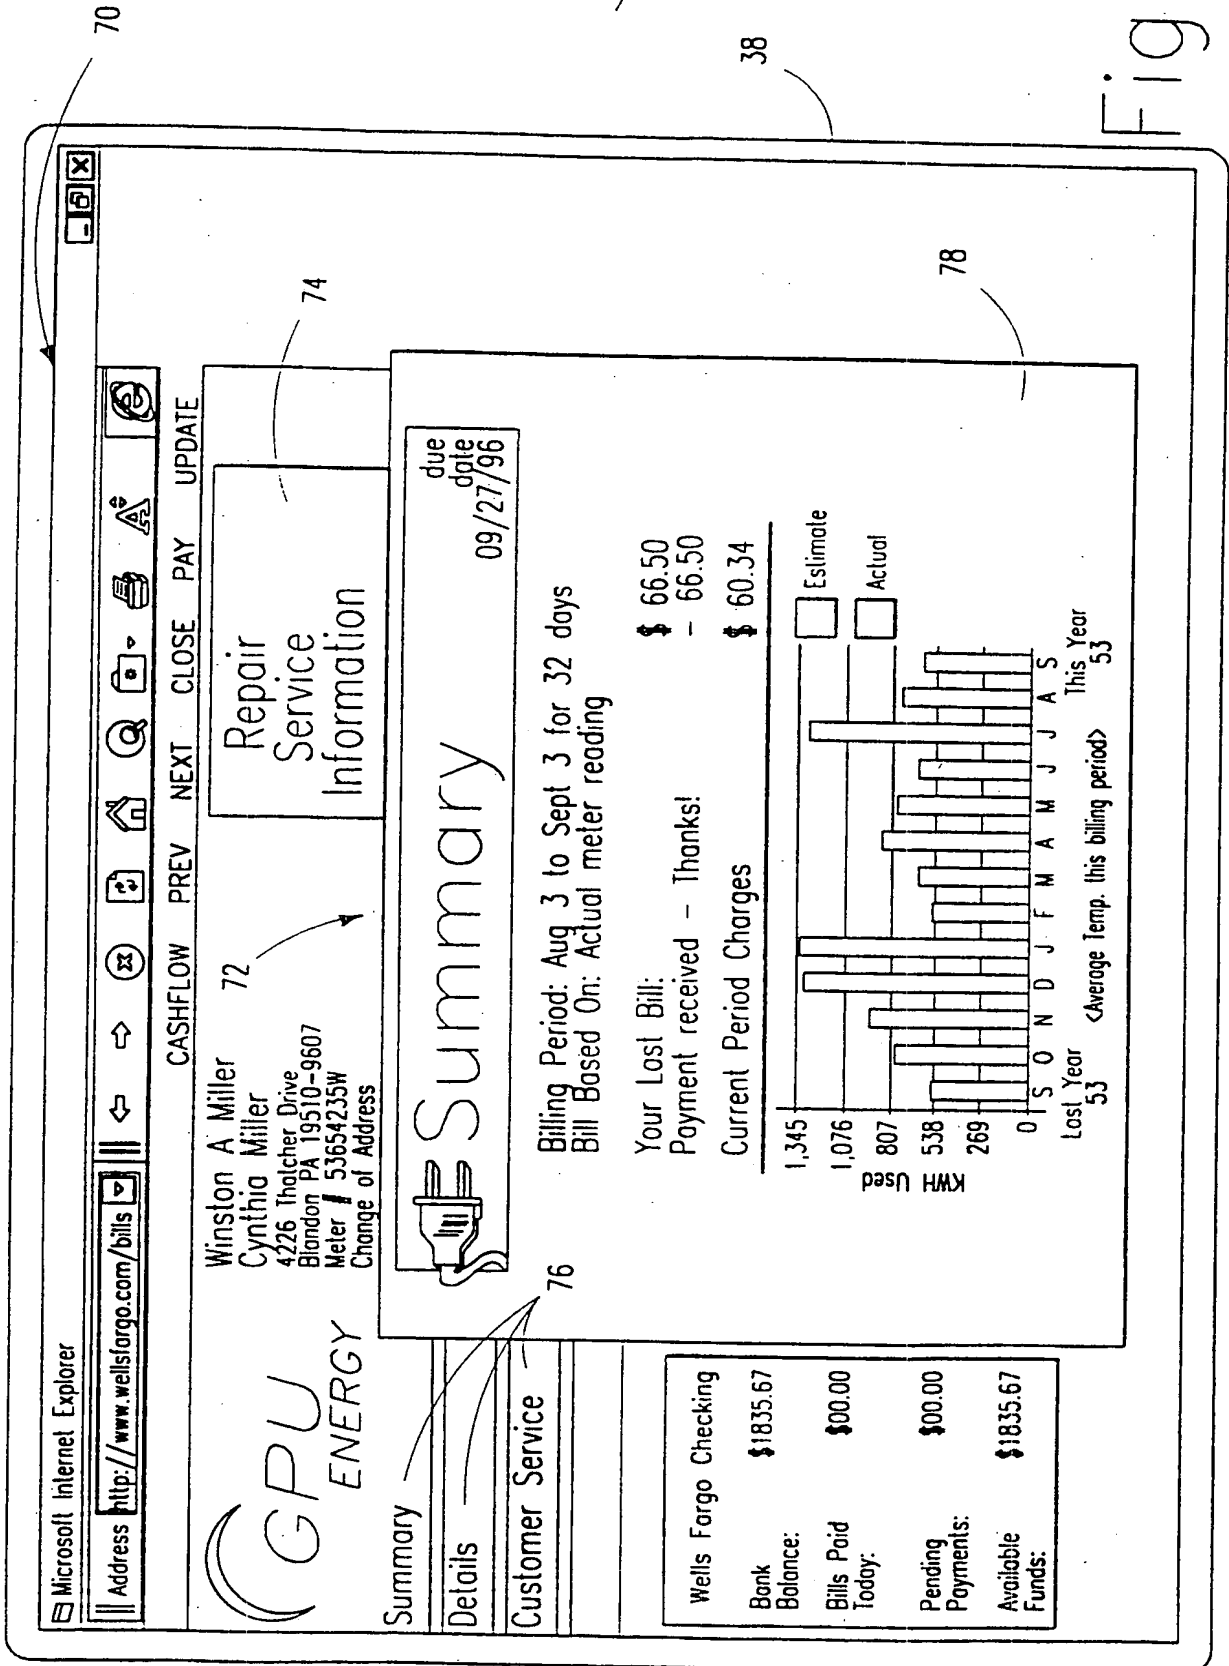 70
Microsoft Internet Explorer
Address http://www.wellsfargo.com/bills
CASHFLOW PREV NEXT CLOSE PAY UPDATE
GPU
ENERGY
Winston A Miller
Cynthia Miller
4226 Thatcher Drive
Blandon PA 19510-9607
Meter # 53654235W
Change of Address
72
Repair
Service
Information
74
Summary
Details
Customer Service
76
Summary
due
date
09/27/96
Billing Period: Aug 3 to Sept 3 for 32 days
Bill Based On: Actual meter reading
Your Last Bill: $ 66.50
Payment received - Thanks! - 66.50
Current Period Charges $ 60.34
KWH Used
1,345
1,076
807
538
269
0
S O N D J F M A M J J A S
Last Year
53
<Average Temp. this billing period>
This Year
53
Estimate
Actual
78
Wells Fargo Checking
Bank
Balance: $1835.67
Bills Paid
Today: $00.00
Pending
Payments: $00.00
Available
Funds: $1835.67
38
Fig